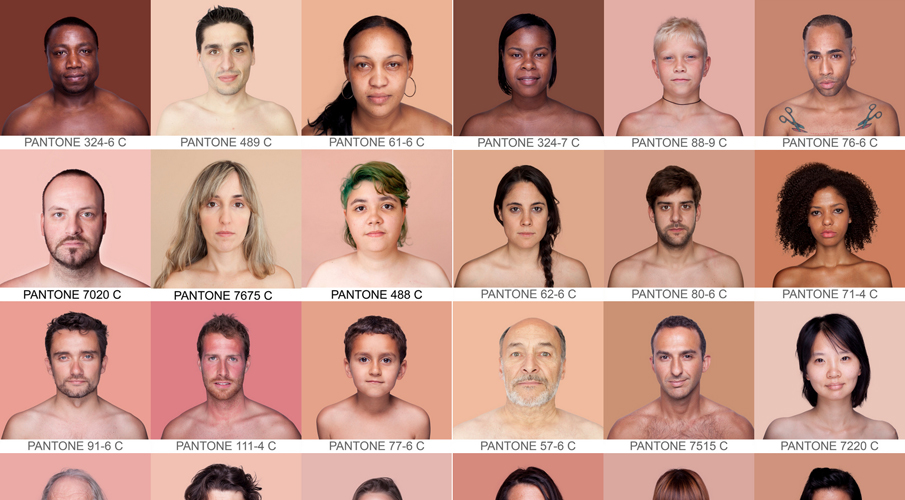 PANTONE 324-6 C
PANTONE 489 C
PANTONE 61-6 C
PANTONE 324-7 C
PANTONE 88-9 C
PANTONE 76-6 C
PANTONE 7020 C
PANTONE 7675 C
PANTONE 488 C
PANTONE 62-6 C
PANTONE 80-6 C
PANTONE 71-4 C
PANTONE 91-6 C
PANTONE 111-4 C
PANTONE 77-6 C
PANTONE 57-6 C
PANTONE 7515 C
PANTONE 7220 C